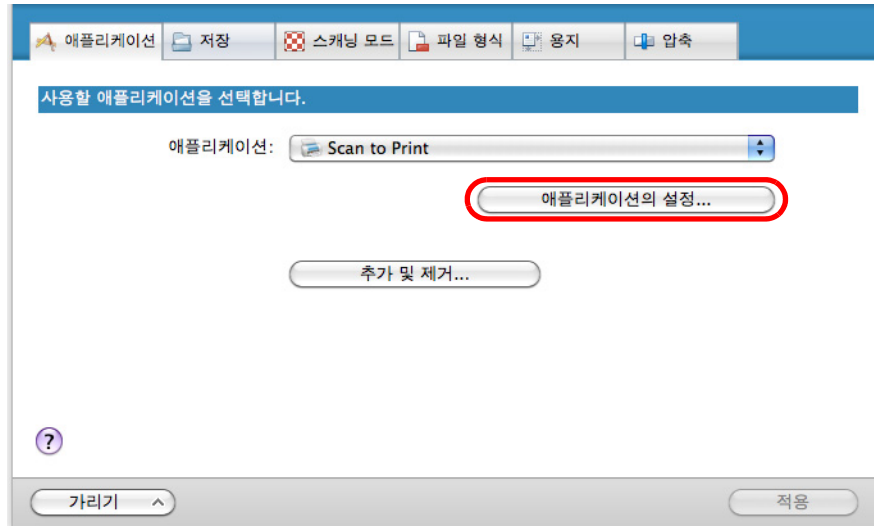 애플리케이션 저장 스캐닝 모드 파일 형식 용지 압축
사용할 애플리케이션을 선택합니다.
애플리케이션: Scan to Print
애플리케이션의 설정...
추가 및 제거...
?
가리기 적용